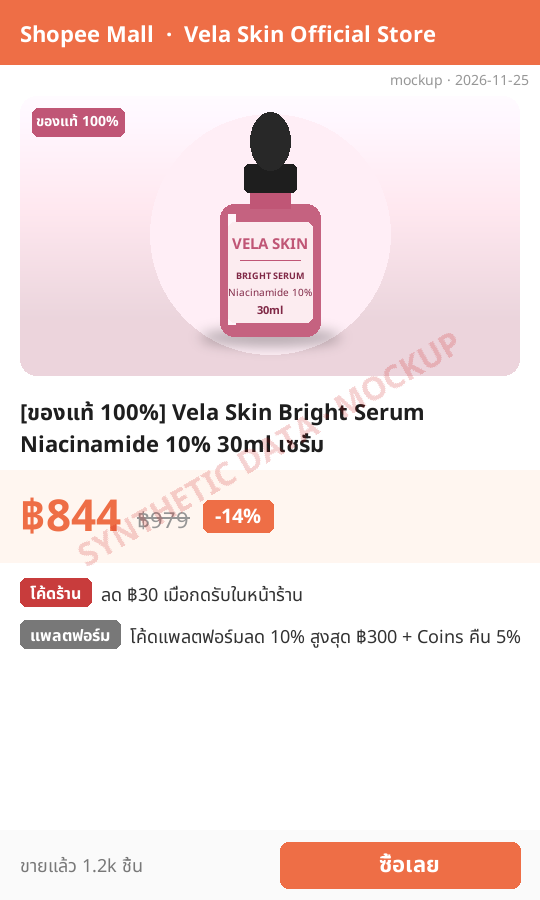 Shopee Mall · Vela Skin Official Store
mockup · 2026-11-25
ของแท้ 100%
VELA SKIN
BRIGHT SERUM
Niacinamide 10%
30ml
[ของแท้ 100%] Vela Skin Bright Serum
Niacinamide 10% 30ml เซรั่ม
฿844 ฿979 -14%
โค้ดร้าน ลด ฿30 เมื่อกดรับในหน้าร้าน
แพลตฟอร์ม โค้ดแพลตฟอร์มลด 10% สูงสุด ฿300 + Coins คืน 5%
SYNTHETIC DATA · MOCKUP
ขายแล้ว 1.2k ชิ้น
ซื้อเลย